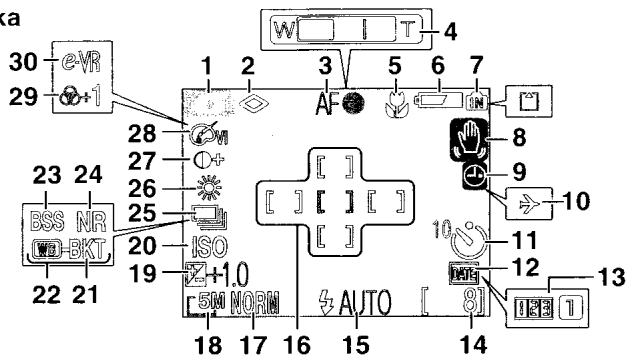 ka
W T 4
30 e-VR
1 2 3 5 6 7
AF IN
29 +1
8
28 VI
27 +
9
23 24
26
10
BSS NR
25
10
11
WB-BKT
20 ISO
12 DATE
13
22 21
19 +1.0
123 1
5M NORM
AUTO
[ 8]
18 17 16 15 14